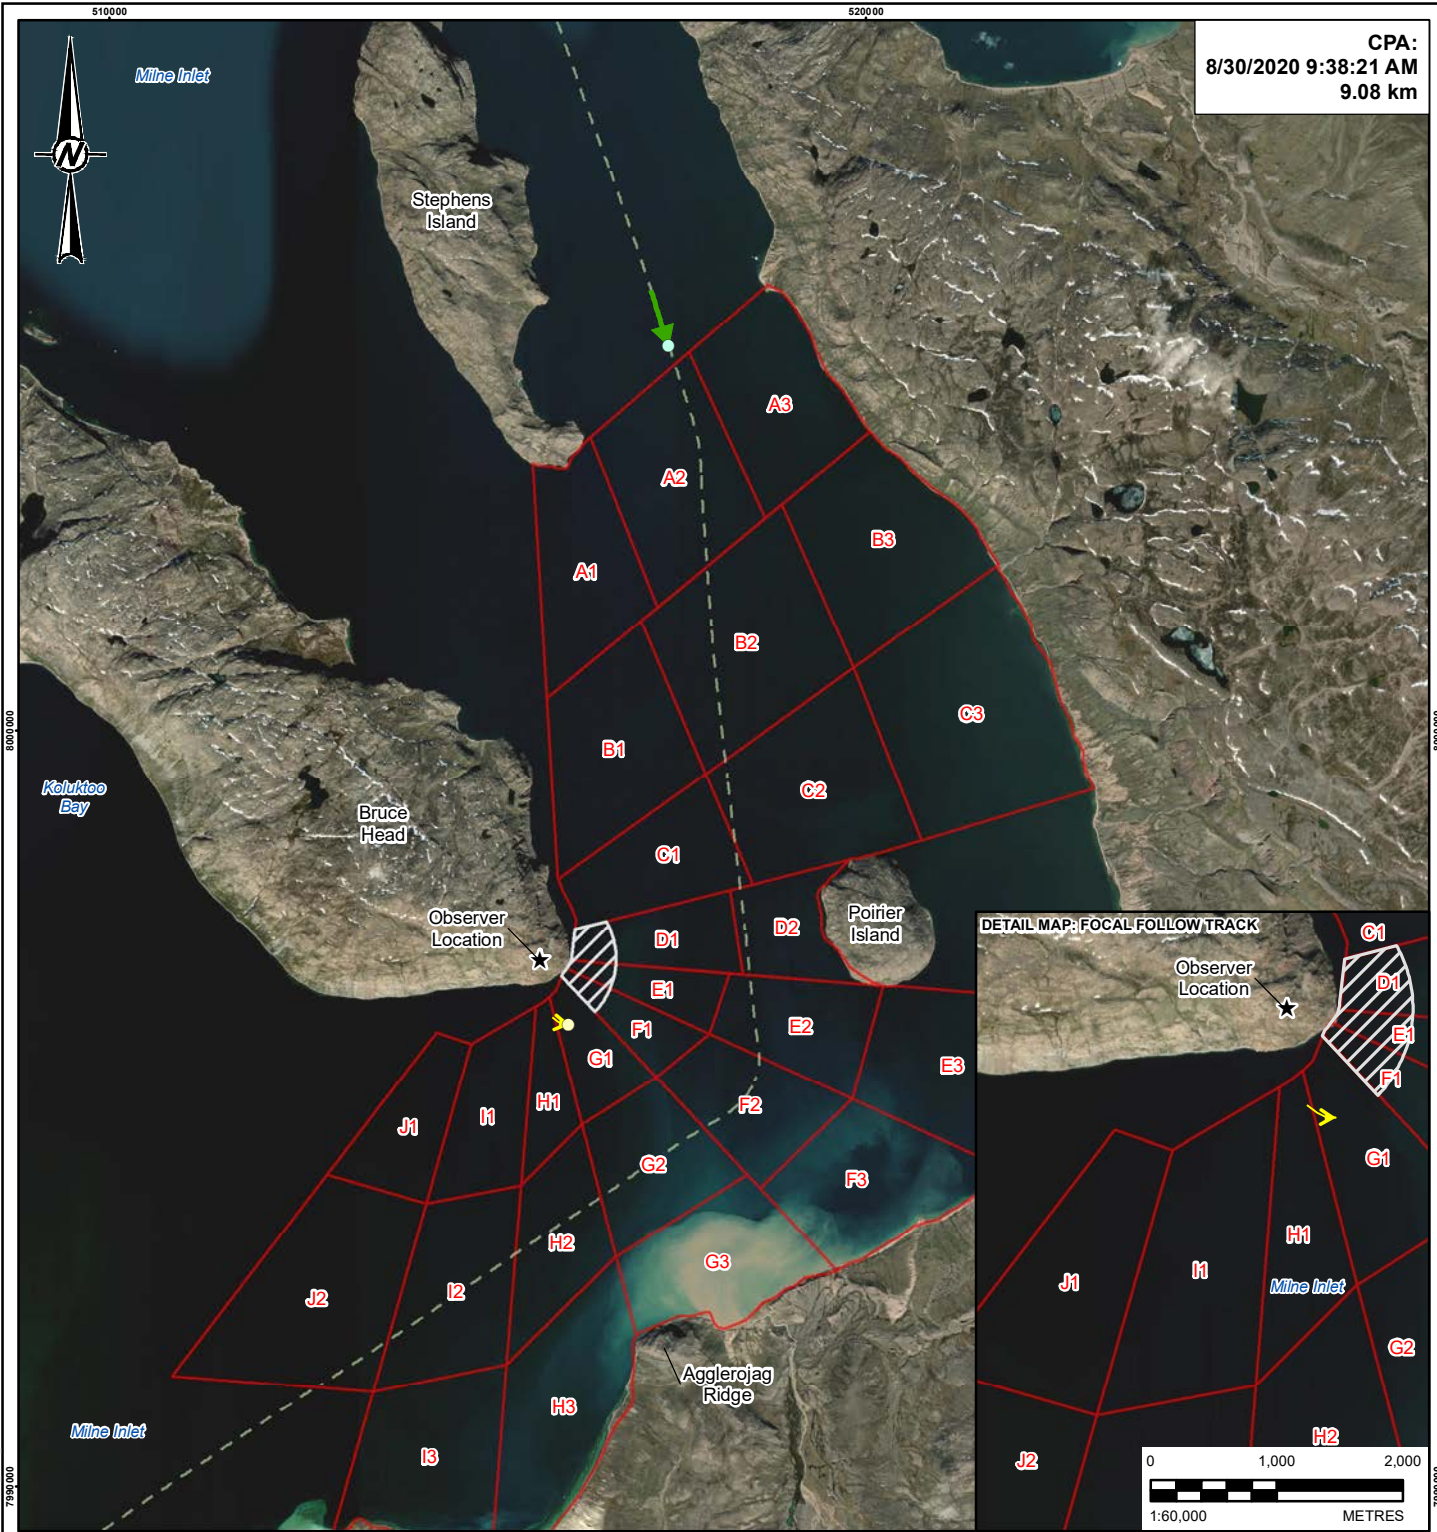 510000
520000
CPA:
8/30/2020 9:38:21 AM
9.08 km
Milne Inlet
N
Stephens
Island
A3
A2
B3
A1
B2
C3
8000000
8000000
B1
Koluktoo
Bay
C2
Bruce
Head
C1
Observer
Location
D1
D2
Poirier
Island
E1
F1
E2
G1
E3
H1
F2
I1
J1
G2
F3
H2
G3
I2
J2
Agglerojag
Ridge
H3
Milne Inlet
I3
7990000
DETAIL MAP: FOCAL FOLLOW TRACK
C1
Observer
Location
D1
E1
F1
G1
H1
I1
J1
Milne Inlet
G2
H2
J2
0
1,000
2,000
1:60,000
METRES
7990000